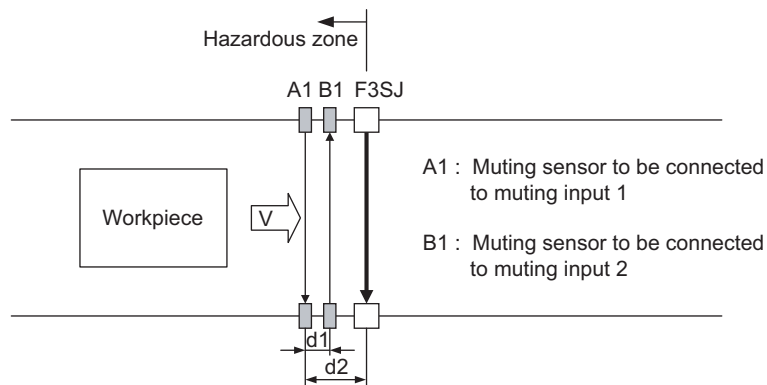 Hazardous zone
A1 B1 F3SJ
Workpiece
V
A1 : Muting sensor to be connected
to muting input 1
B1 : Muting sensor to be connected
to muting input 2
d1
d2